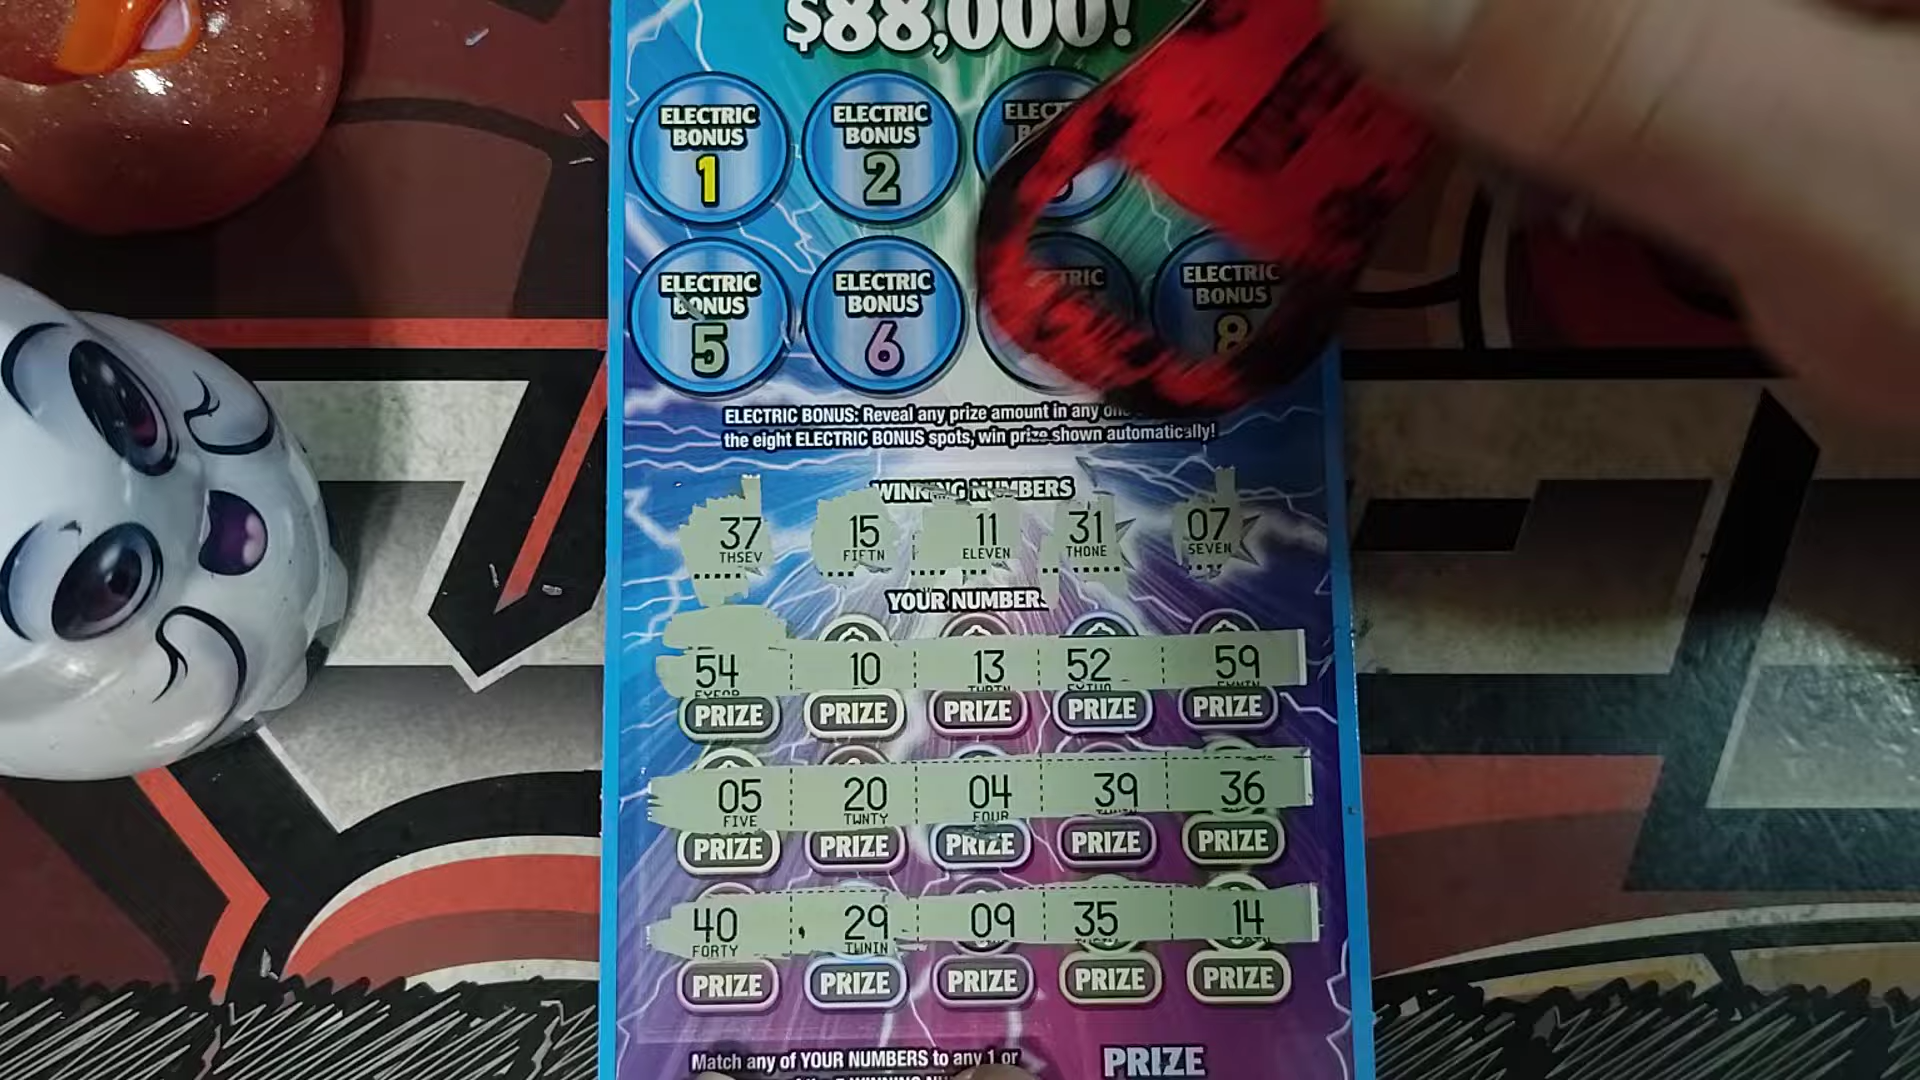 $88,000!
ELECTRIC BONUS 1
ELECTRIC BONUS 2
ELECTRIC BONUS 5
ELECTRIC BONUS 6
ELECTRIC BONUS 8
ELECTRIC BONUS: Reveal any prize amount in any
the eight ELECTRIC BONUS spots, win prize shown automatically!
WINNING NUMBERS
37 15 11 31 07
THSEV FIFTN ELEVEN THONE SEVEN
YOUR NUMBERS
54 10 13 52 59
PRIZE PRIZE PRIZE PRIZE PRIZE
05 20 04 39 36
FIVE TWNTY FOUR
PRIZE PRIZE PRIZE PRIZE PRIZE
40 29 09 35 14
FORTY TWNIN
PRIZE PRIZE PRIZE PRIZE PRIZE
Match any of YOUR NUMBERS to any 1 or
PRIZE